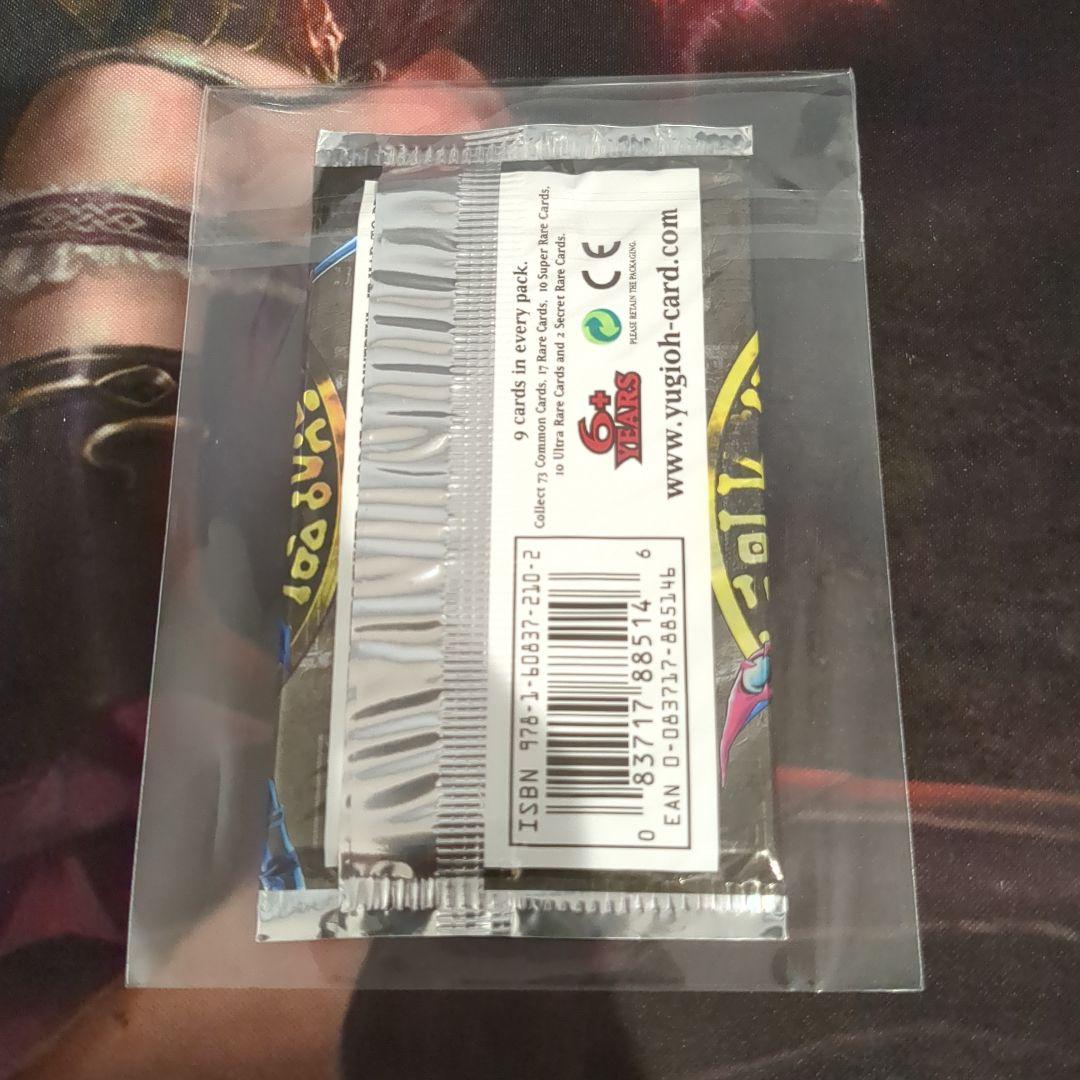 9 cards in every pack.
Collect 73 Common Cards, 17 Rare Cards, 10 Super Rare Cards,
10 Ultra Rare Cards and 2 Secret Rare Cards.
6+
YEARS
CE
PLEASE RETAIN THE PACKAGING.
www.yugioh-card.com
ISBN 978-1-60837-210-2
0 83717 88514 6
EAN 0-083717-885146